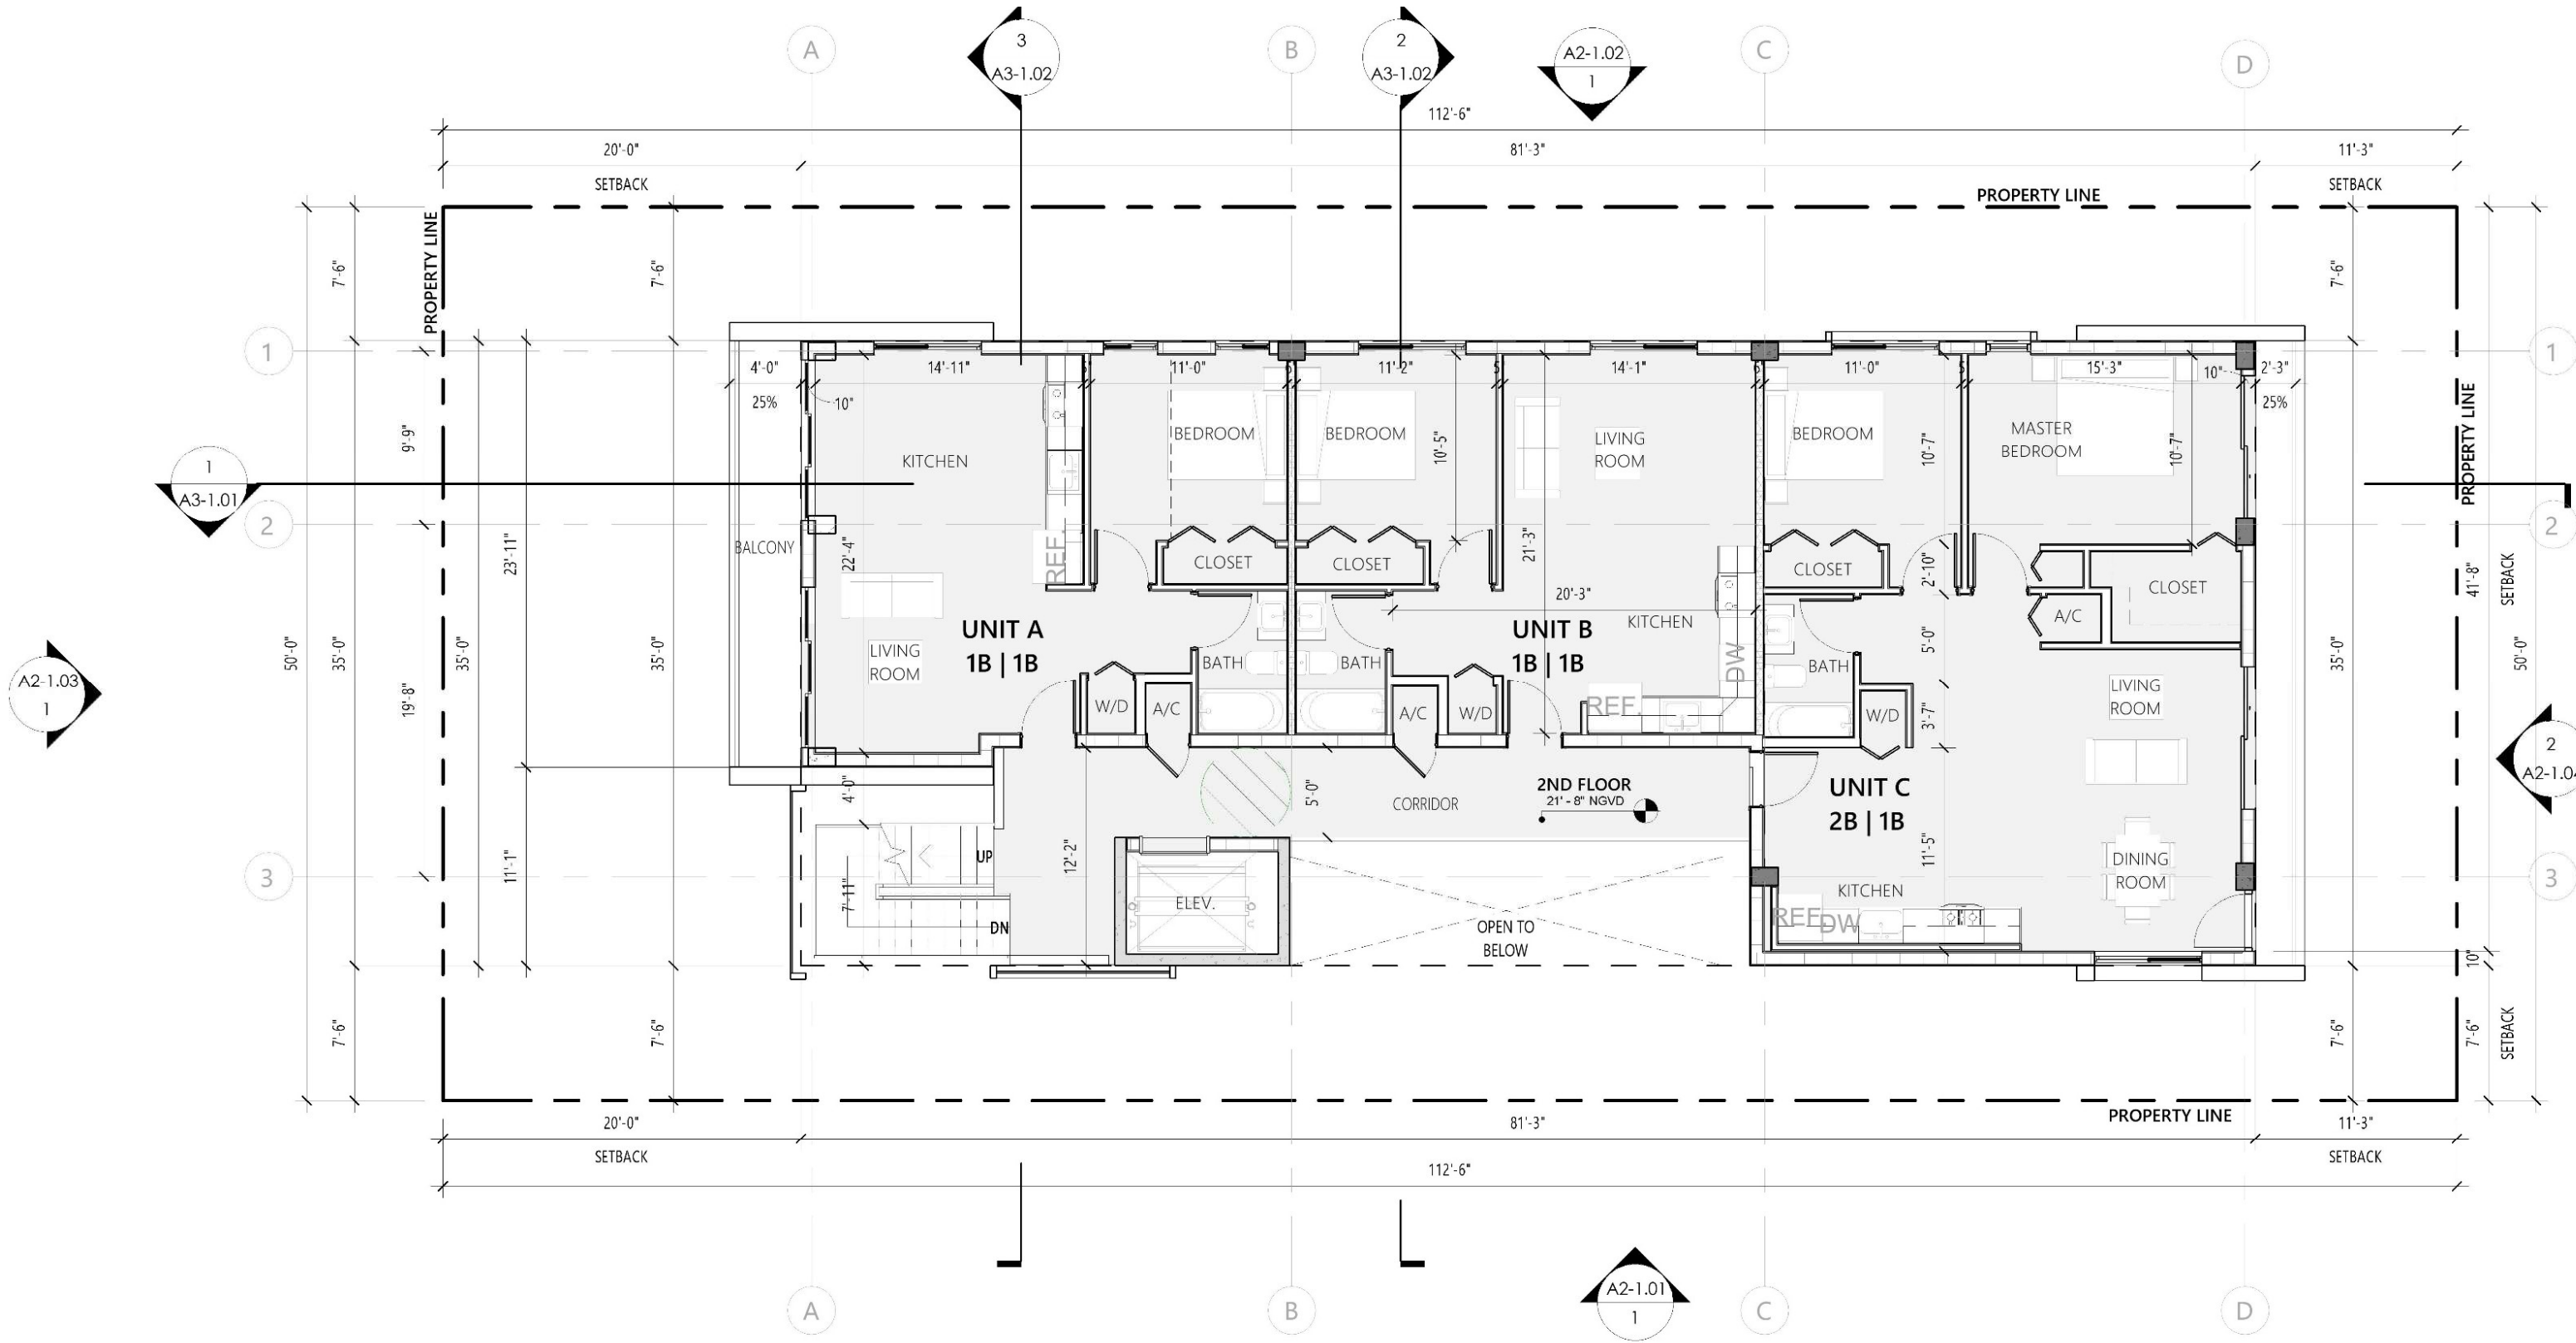 A
3
A3-1.02
B
2
A3-1.02
A2-1.02
1
C
D
112'-6"
20'-0"
81'-3"
11'-3"
SETBACK
SETBACK
PROPERTY LINE
PROPERTY LINE
7'-6"
7'-6"
7'-6"
1
1
4'-0"
14'-11"
11'-0"
11'-2"
14'-1"
11'-0"
15'-3"
10"
2'-3"
25%
10"
25%
PROPERTY LINE
9'-9"
BEDROOM
BEDROOM
LIVING
ROOM
BEDROOM
MASTER
BEDROOM
10'-5"
10'-7"
10'-7"
KITCHEN
1
A3-1.01
2
2
BALCONY
23'-11"
22'-4"
REF.
CLOSET
CLOSET
21'-3"
CLOSET
2'-10"
CLOSET
41'-8"
SETBACK
20'-3"
A/C
UNIT A
1B | 1B
UNIT B
1B | 1B
KITCHEN
LIVING
ROOM
BATH
BATH
DW
BATH
5'-0"
50'-0"
35'-0"
35'-0"
35'-0"
35'-0"
50'-0"
A2-1.03
1
19'-8"
W/D
A/C
A/C
W/D
REF.
W/D
3'-7"
LIVING
ROOM
2
4'-0"
5'-0"
CORRIDOR
2ND FLOOR
21' - 8" NGVD
UNIT C
2B | 1B
11'-1"
UP
12'-2"
11'-5"
DINING
ROOM
3
3
7'-11"
ELEV.
KITCHEN
REF.
DW
DN
OPEN TO
BELOW
10"
7'-6"
7'-6"
7'-6"
7'-6"
SETBACK
PROPERTY LINE
20'-0"
81'-3"
11'-3"
SETBACK
SETBACK
112'-6"
A
B
A2-1.01
1
C
D